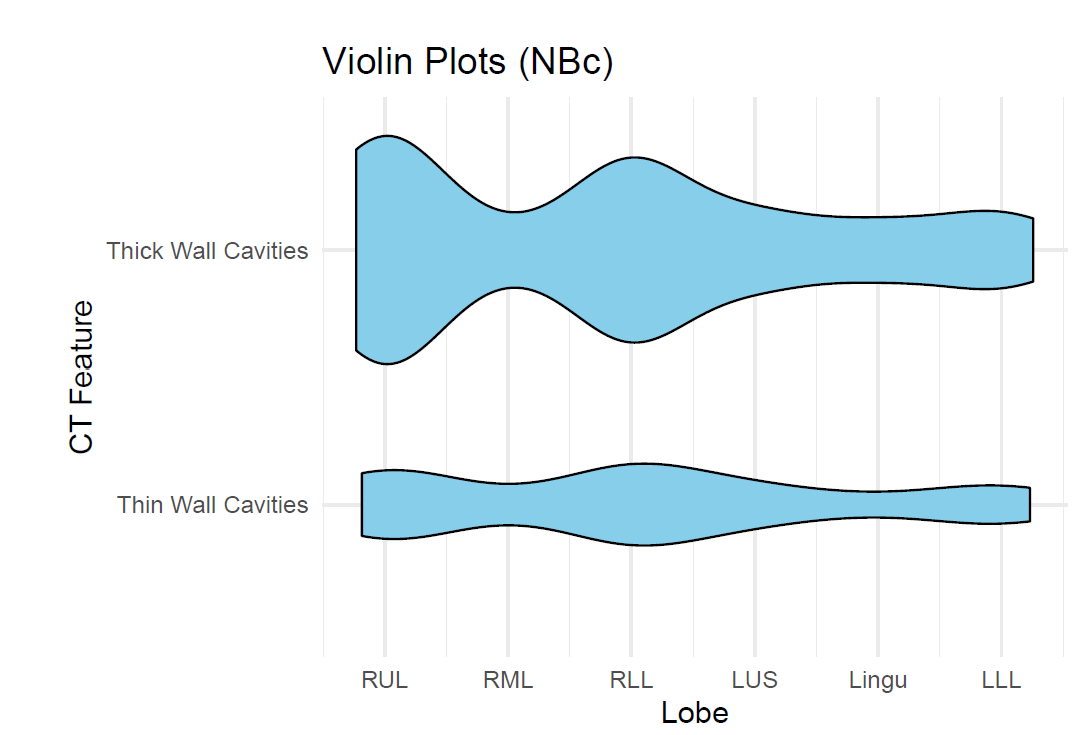 Violin Plots (NBc)
Thick Wall Cavities
CT Feature
Thin Wall Cavities
RUL RML RLL LUS Lingu LLL
Lobe